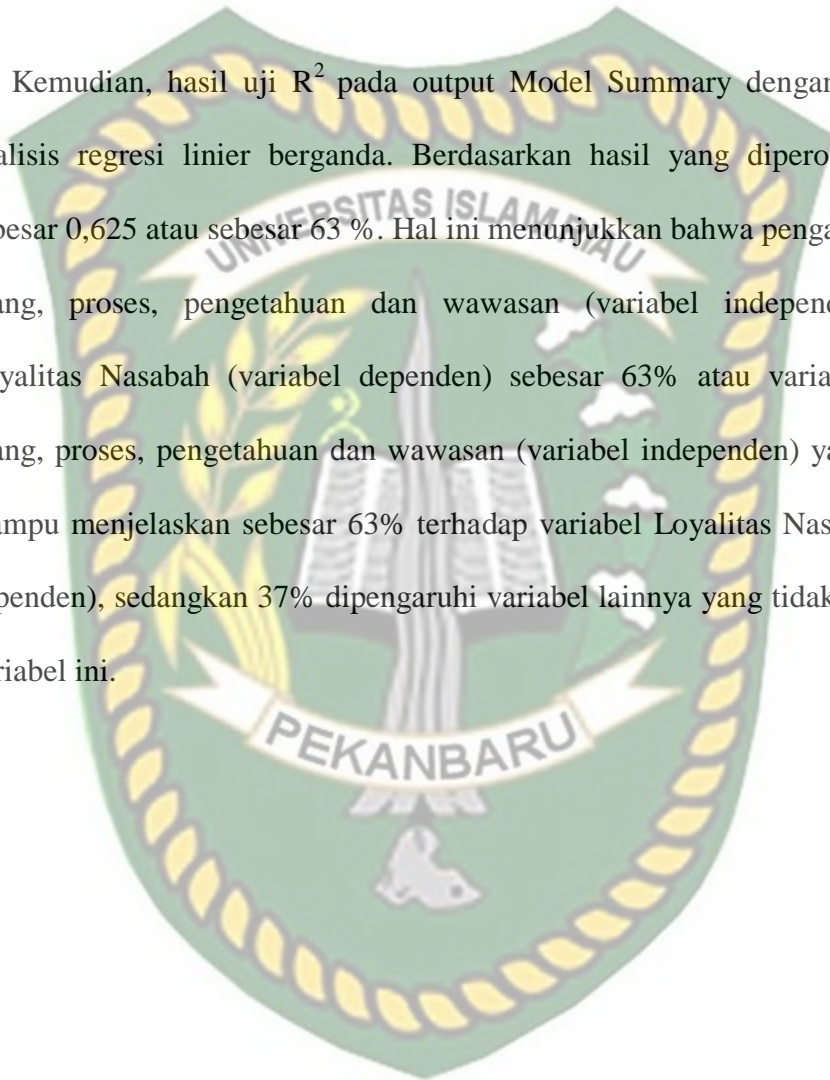 Kemudian, hasil uji R² pada output Model Summary dengan
alisis regresi linier berganda. Berdasarkan hasil yang dipero
besar 0,625 atau sebesar 63 %. Hal ini menunjukkan bahwa penga
ang, proses, pengetahuan dan wawasan (variabel independ
yalitas Nasabah (variabel dependen) sebesar 63% atau varia
ang, proses, pengetahuan dan wawasan (variabel independen) ya
ampu menjelaskan sebesar 63% terhadap variabel Loyalitas Nas
penden), sedangkan 37% dipengaruhi variabel lainnya yang tidak
riabel ini.
UNIVERSITAS ISLAM RIAU
PEKANBARU